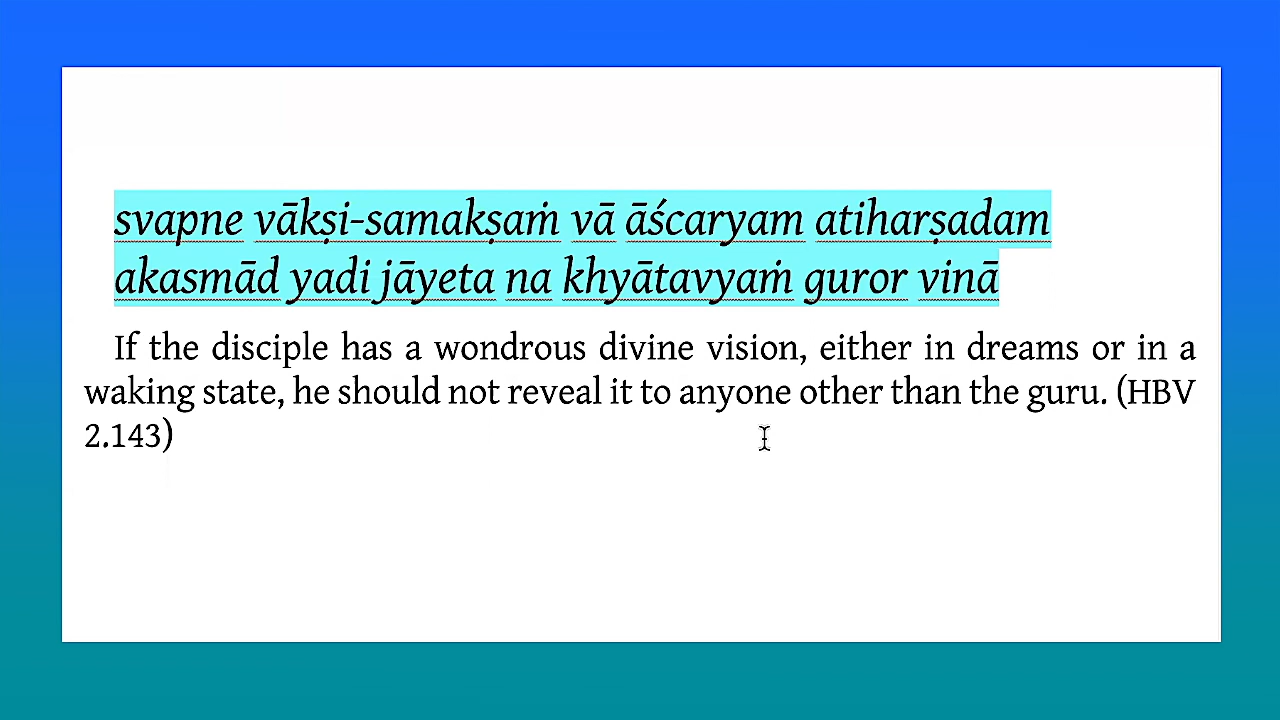 svapne vākṣi-samakṣaṁ vā āścaryam atiharṣadam
akasmād yadi jāyeta na khyātavyaṁ guror vinā
If the disciple has a wondrous divine vision, either in dreams or in a
waking state, he should not reveal it to anyone other than the guru. (HBV
2.143)